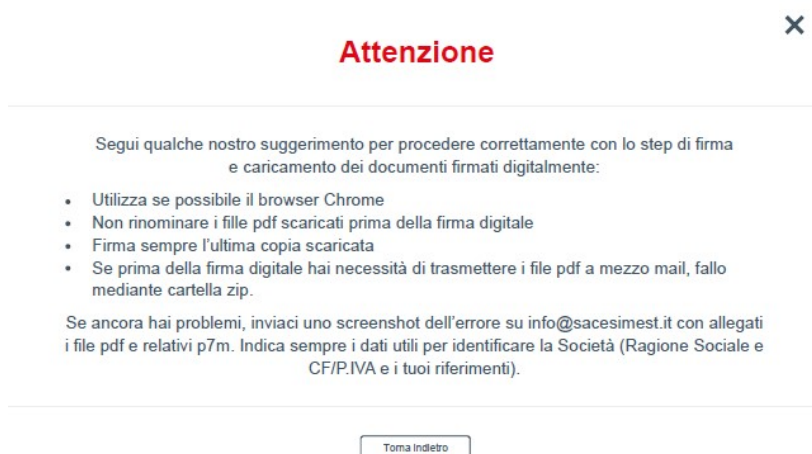 Attenzione
Segui qualche nostro suggerimento per procedere correttamente con lo step di firma
e caricamento dei documenti firmati digitalmente:
• Utilizza se possibile il browser Chrome
• Non rinominare i fille pdf scaricati prima della firma digitale
• Firma sempre l'ultima copia scaricata
• Se prima della firma digitale hai necessità di trasmettere i file pdf a mezzo mail, fallo
mediante cartella zip.
Se ancora hai problemi, inviaci uno screenshot dell'errore su info@sacesimest.it con allegati
i file pdf e relativi p7m. Indica sempre i dati utili per identificare la Società (Ragione Sociale e
CF/P.IVA e i tuoi riferimenti).
Torna Indietro